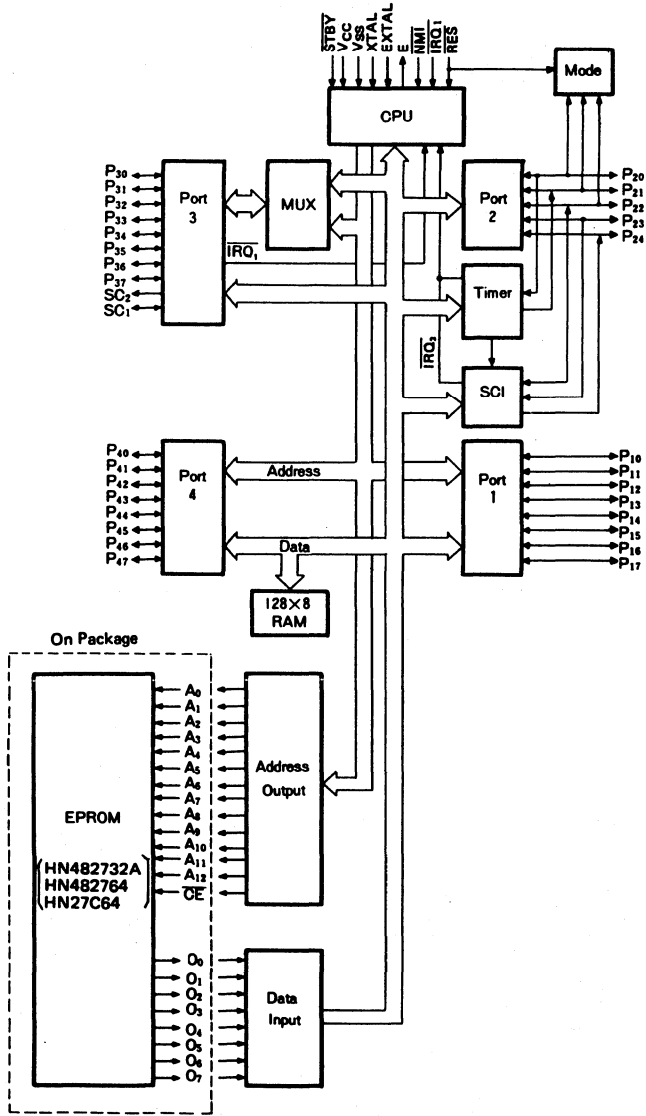 STBY
VCC
VSS
XTAL
EXTAL
E
NMI
IRQ1
RES
Mode
CPU
P30
P31
P32
P33
P34
P35
P36
P37
SC2
SC1
Port
3
MUX
IRQ1
Port
2
P20
P21
P22
P23
P24
Timer
IRQ2
SCI
P40
P41
P42
P43
P44
P45
P46
P47
Port
4
Address
Data
128×8
RAM
Port
1
P10
P11
P12
P13
P14
P15
P16
P17
On Package
EPROM
(HN482732A
HN482764
HN27C64)
A0
A1
A2
A3
A4
A5
A6
A7
A8
A9
A10
A11
A12
CE
Address
Output
O0
O1
O2
O3
O4
O5
O6
O7
Data
Input